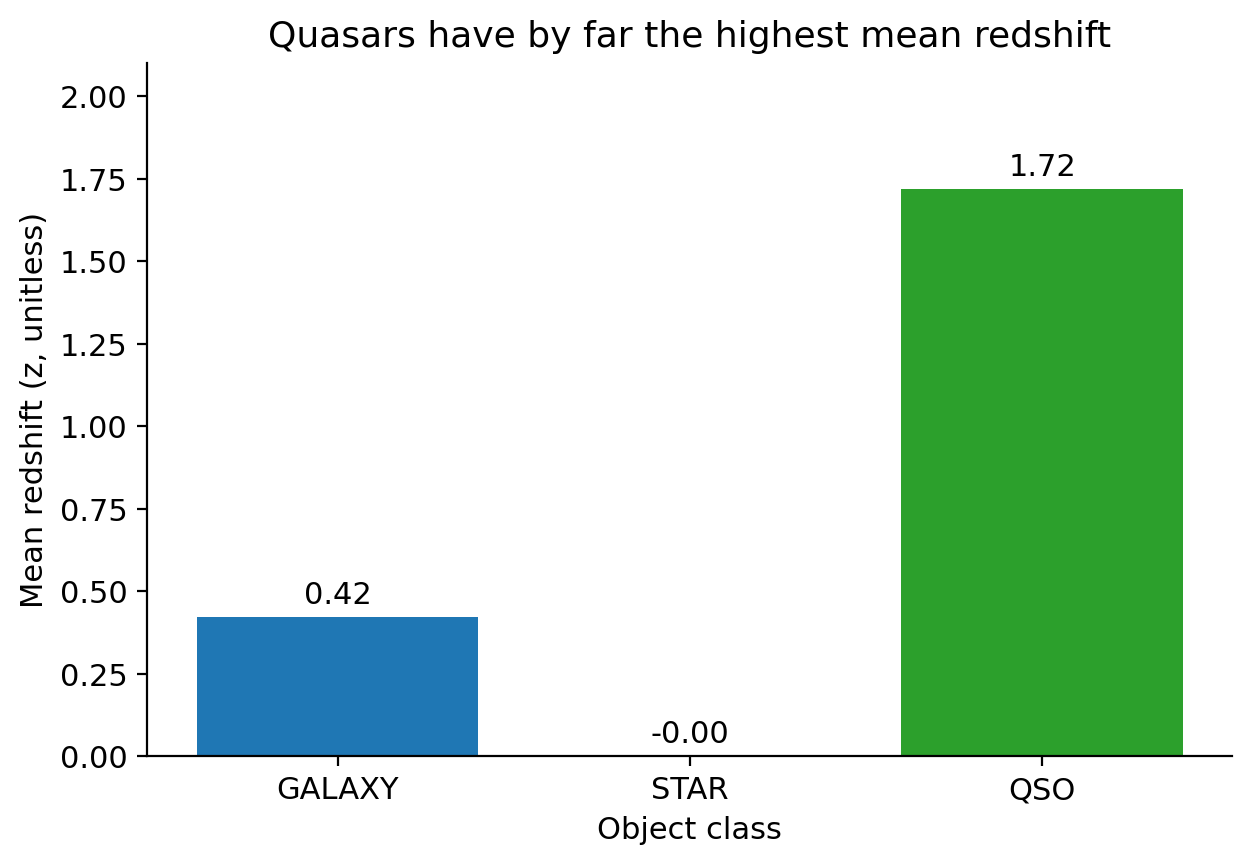 Quasars have by far the highest mean redshift
Mean redshift (z, unitless)
2.00
1.75
1.50
1.25
1.00
0.75
0.50
0.25
0.00
0.42
-0.00
1.72
GALAXY
STAR
QSO
Object class